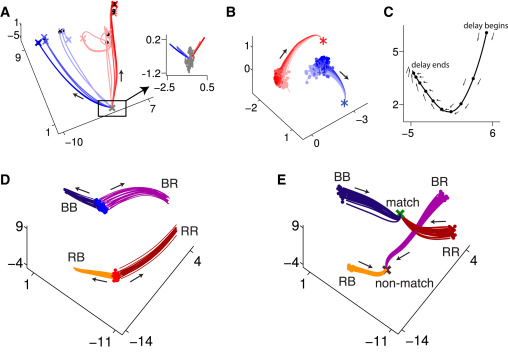 A
1
-5
9
-10
7
0.2
-1.2
-2.5
0.5
B
1
0
-2
1
0
-3
C
delay begins
delay ends
5
2
-5
6
D
BB
BR
RB
RR
9
-4
1
4
-11
-14
E
BB
BR
match
RR
RB
non-match
9
-4
1
4
-11
-14